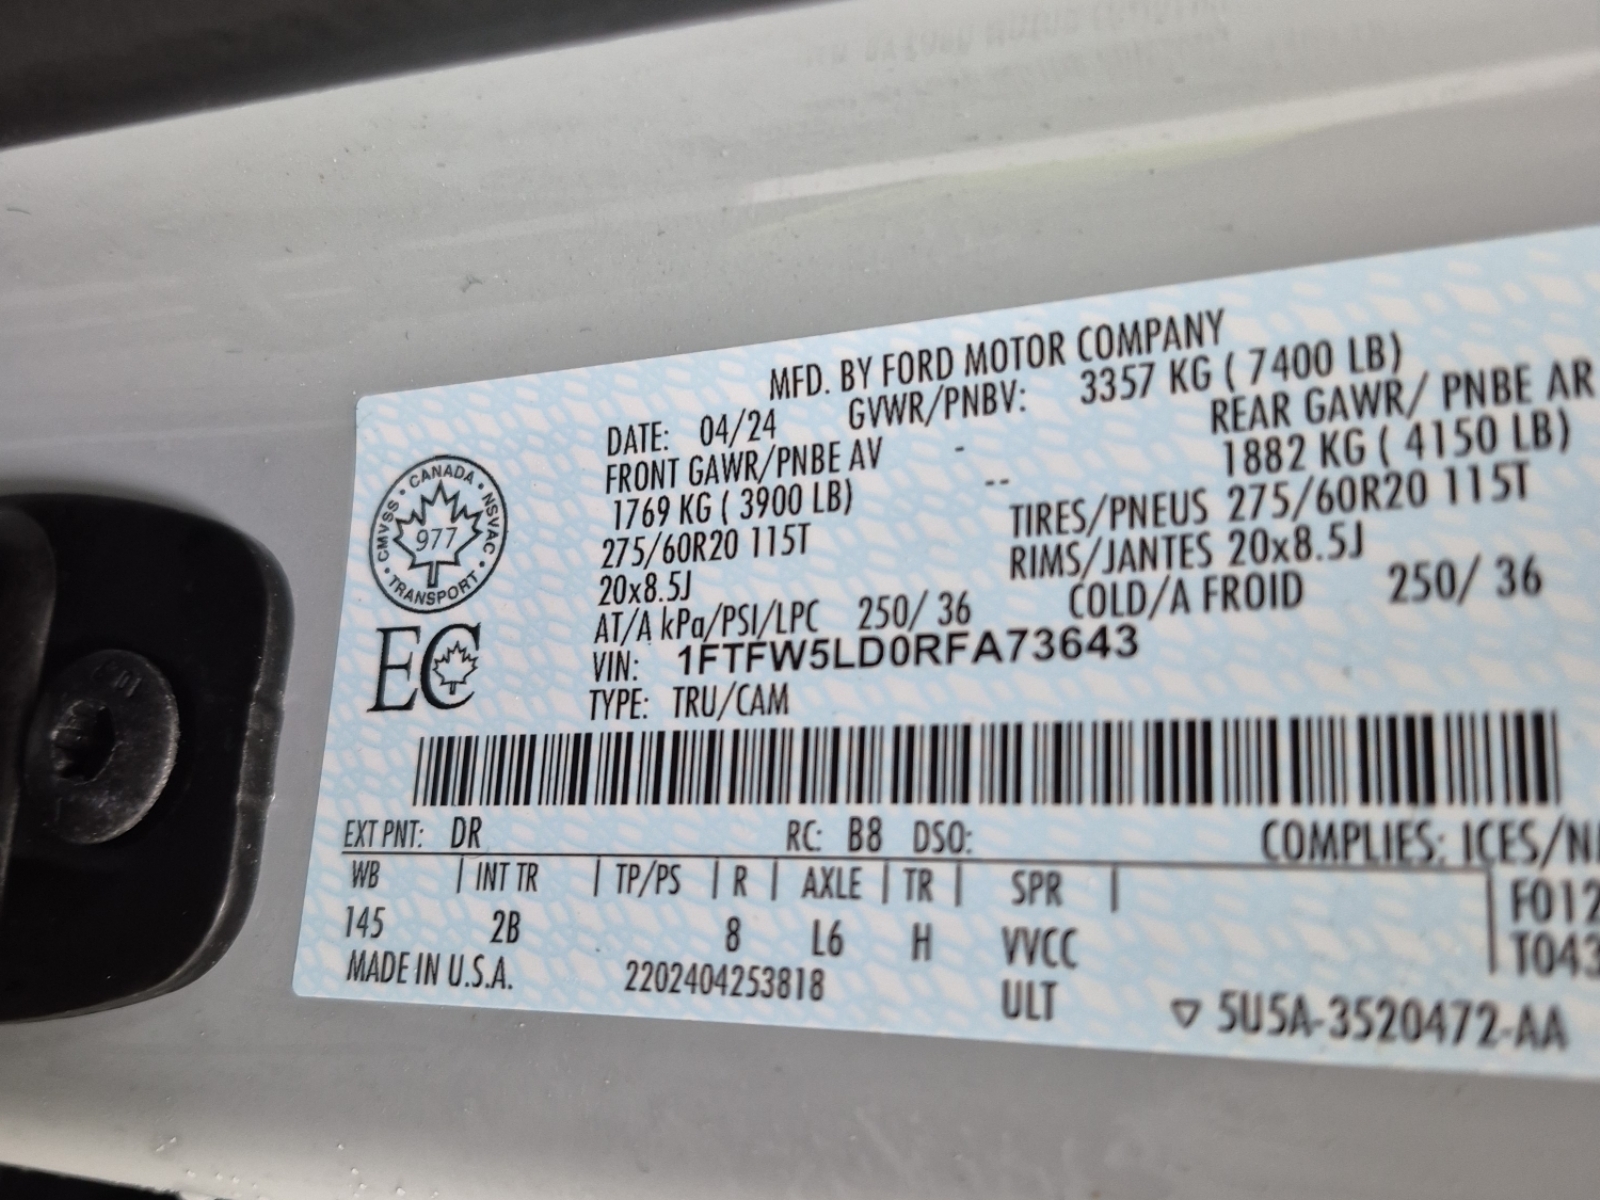 MFD. BY FORD MOTOR COMPANY
DATE: 04/24 GVWR/PNBV: 3357 KG ( 7400 LB)
FRONT GAWR/PNBE AV - REAR GAWR/ PNBE AR
1769 KG ( 3900 LB) -- 1882 KG ( 4150 LB)
275/60R20 115T TIRES/PNEUS 275/60R20 115T
20x8.5J RIMS/JANTES 20x8.5J
AT/A kPa/PSI/LPC 250/ 36 COLD/A FROID 250/ 36
VIN: 1FTFW5LD0RFA73643
TYPE: TRU/CAM
CANADA · NSVAC · TRANSPORT · CMVSS ·
977
EC
EXT PNT: DR RC: B8 DSO: COMPLIES: ICES/
WB | INT TR | TP/PS | R | AXLE | TR | SPR | F012
145 2B 8 L6 H VVCC T043
MADE IN U.S.A. 2202404253818 ULT ▽ 5U5A-3520472-AA